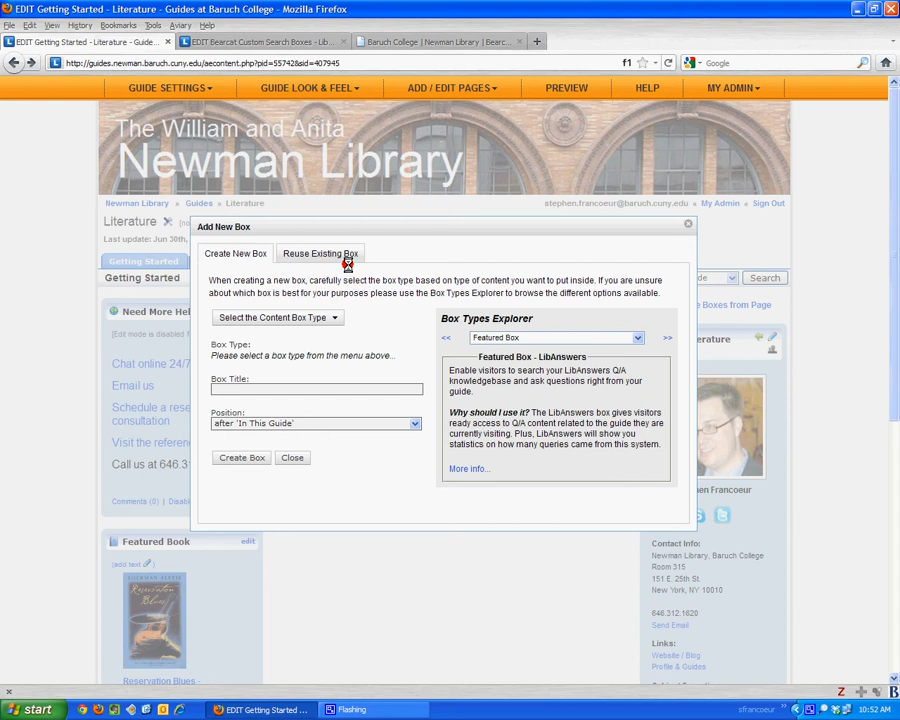 EDIT Getting Started - Literature - Guides at Baruch College - Mozilla Firefox
File Edit View History Bookmarks Tools Aviary Help
EDIT Getting Started - Literature - Guide... × EDIT Bearcat Custom Search Boxes - Lib... × Baruch College | Newman Library | Bearc... × +
http://guides.newman.baruch.cuny.edu/aecontent.php?pid=55742&sid=407945 f1 Google
GUIDE SETTINGS GUIDE LOOK & FEEL ADD / EDIT PAGES PREVIEW HELP MY ADMIN
The William and Anita
Newman Library
Newman Library » Guides » Literature stephen.francoeur@baruch.cuny.edu » My Admin » Sign Out
Literature
Last update: Jun 30th,
Getting Started
Getting Started
de Search
Need More Hel
[Edit mode is disabled f
Chat online 24/7
Email us
Schedule a rese
consultation
Visit the referen
Call us at 646.3
Comments (0) | Disabl
e Boxes from Page
erature
hen Francoeur
Add New Box
Create New Box Reuse Existing Box
When creating a new box, carefully select the box type based on type of content you want to put inside. If you are unsure
about which box is best for your purposes please use the Box Types Explorer to browse the different options available.
Select the Content Box Type
Box Type:
Please select a box type from the menu above...
Box Title:
Position:
after 'In This Guide'
Create Box Close
Box Types Explorer
<< Featured Box >>
Featured Box - LibAnswers
Enable visitors to search your LibAnswers Q/A
knowledgebase and ask questions right from your
guide.
Why should I use it? The LibAnswers box gives visitors
ready access to Q/A content related to the guide they are
currently visiting. Plus, LibAnswers will show you
statistics on how many queries came from this system.
More info...
Featured Book edit
[add text ]
SHERMAN ALEXIE
Reservation
Blues
Reservation Blues -
Contact Info:
Newman Library, Baruch College
Room 315
151 E. 25th St.
New York, NY 10010
646.312.1620
Send Email
Links:
Website / Blog
Profile & Guides
× Z B
start EDIT Getting Started ... Flashing sfrancoeur » 10:52 AM